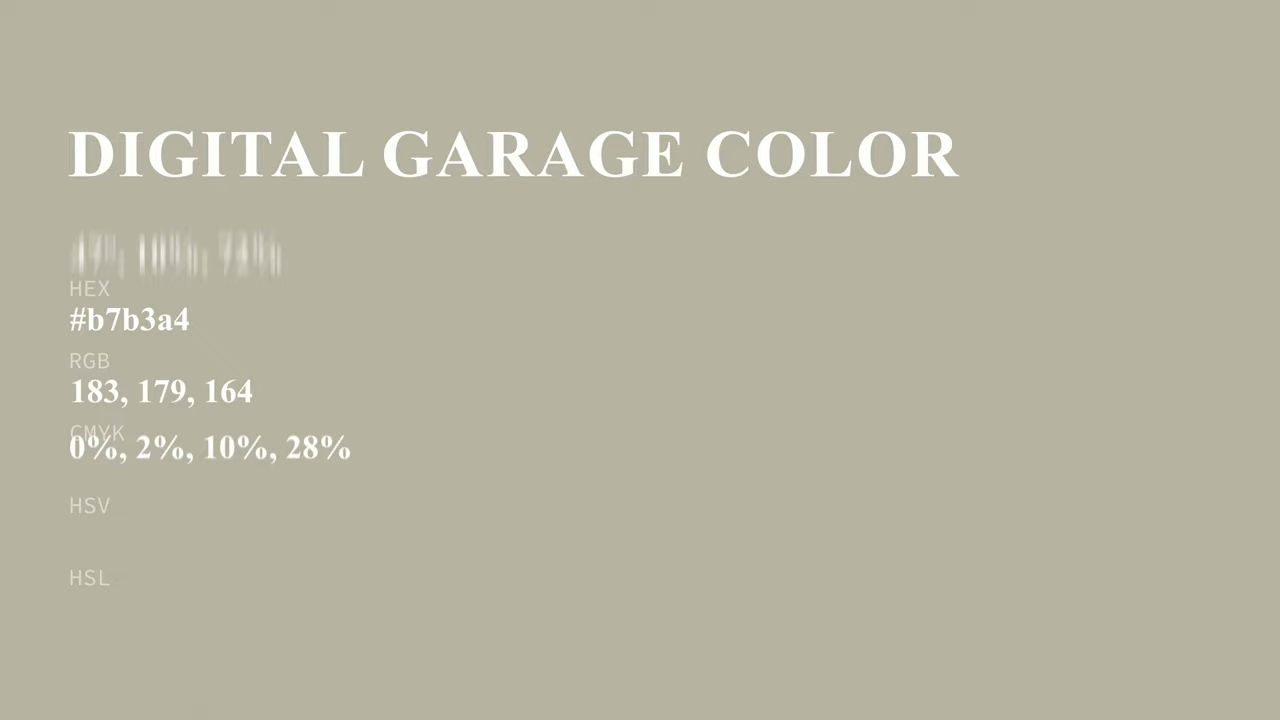 DIGITAL GARAGE COLOR
HEX
#b7b3a4
RGB
183, 179, 164
CMYK
0%, 2%, 10%, 28%
HSV
HSL